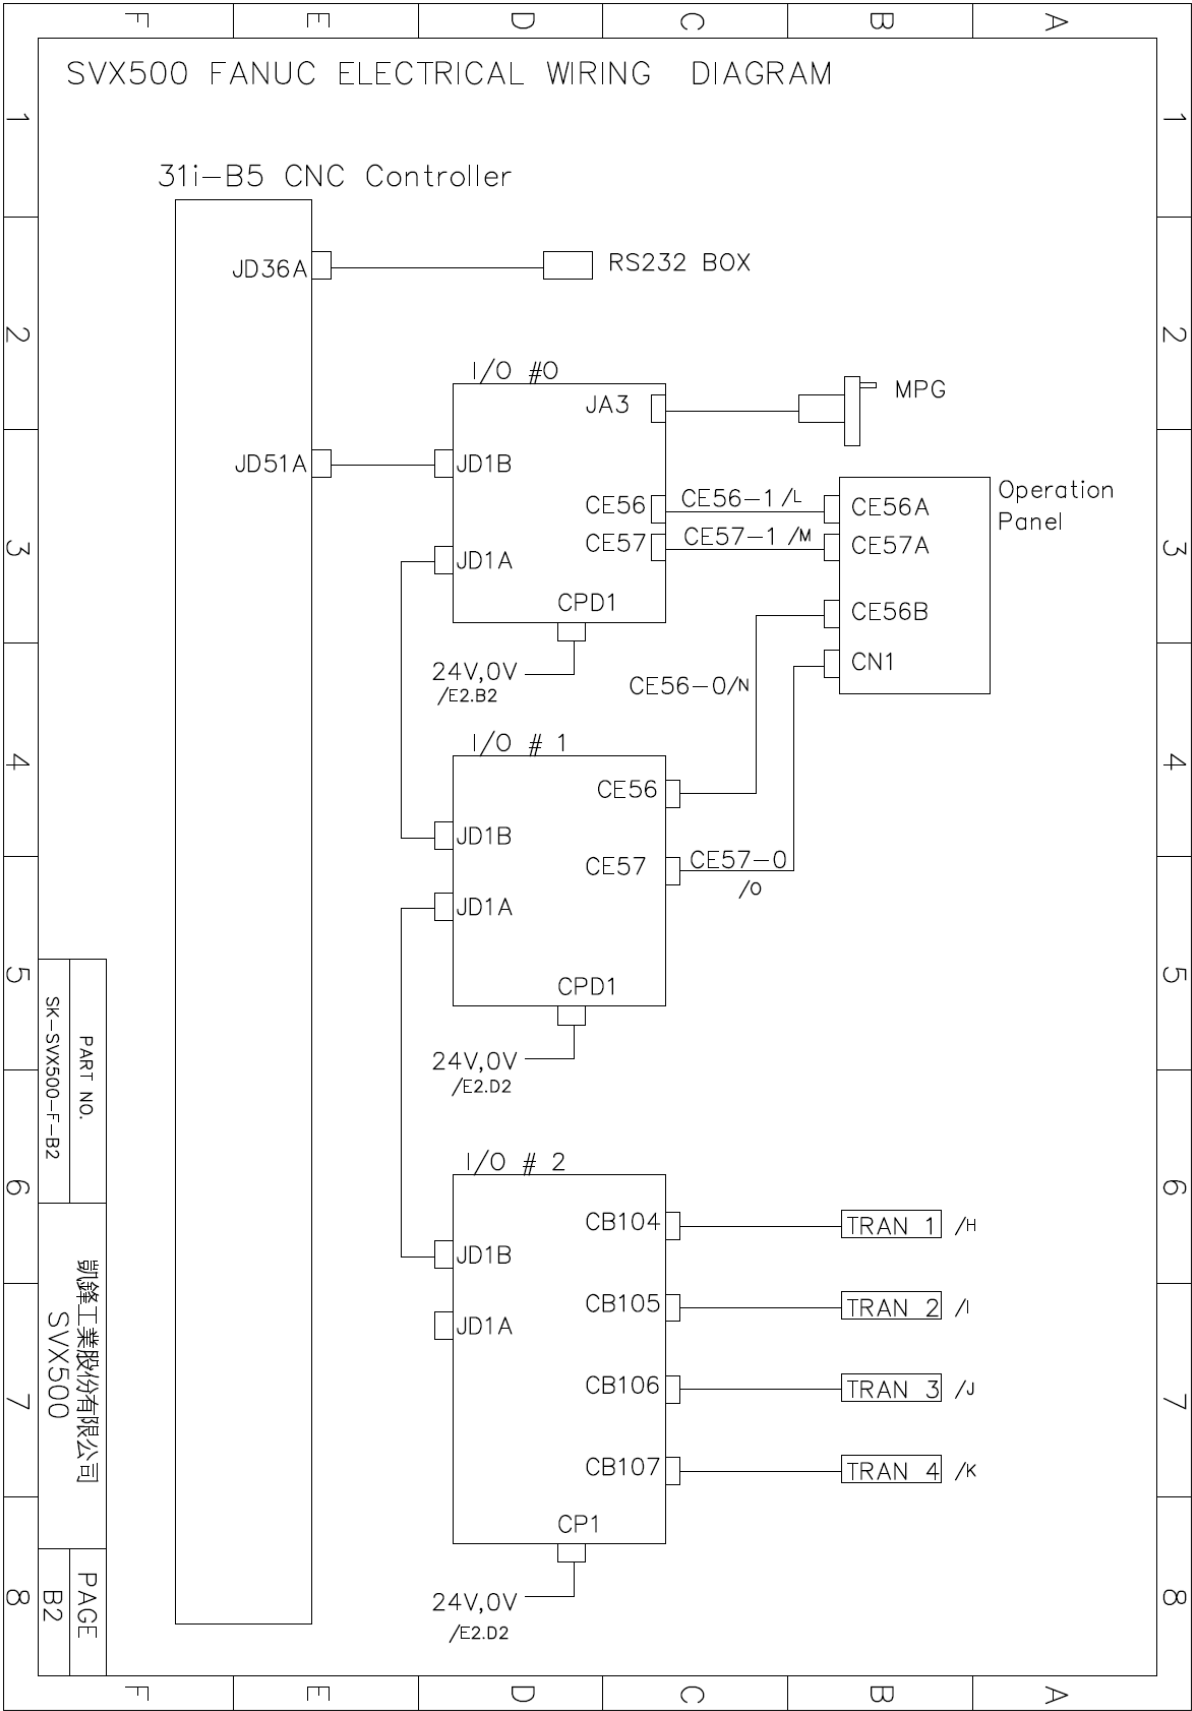 F E D C B A
SVX500 FANUC ELECTRICAL WIRING DIAGRAM
1 1
31i-B5 CNC Controller
JD36A
RS232 BOX
2 2
I/O #0
JA3
MPG
JD51A
JD1B
CE56
CE56-1 /L
CE56A
Operation
Panel
CE57
CE57-1 /M
CE57A
3 3
JD1A
CPD1
CE56B
CN1
24V,0V
/E2.B2
CE56-0/N
I/O # 1
4 4
CE56
JD1B
CE57
CE57-0
/O
JD1A
5 5
CPD1
24V,0V
/E2.D2
PART NO.
SK-SVX500-F-B2
I/O # 2
6 6
CB104
TRAN 1 /H
JD1B
CB105
TRAN 2 /I
JD1A
凱鋒工業股份有限公司
SVX500
7 7
CB106
TRAN 3 /J
CB107
TRAN 4 /K
CP1
24V,0V
/E2.D2
PAGE
B2
8 8
F E D C B A